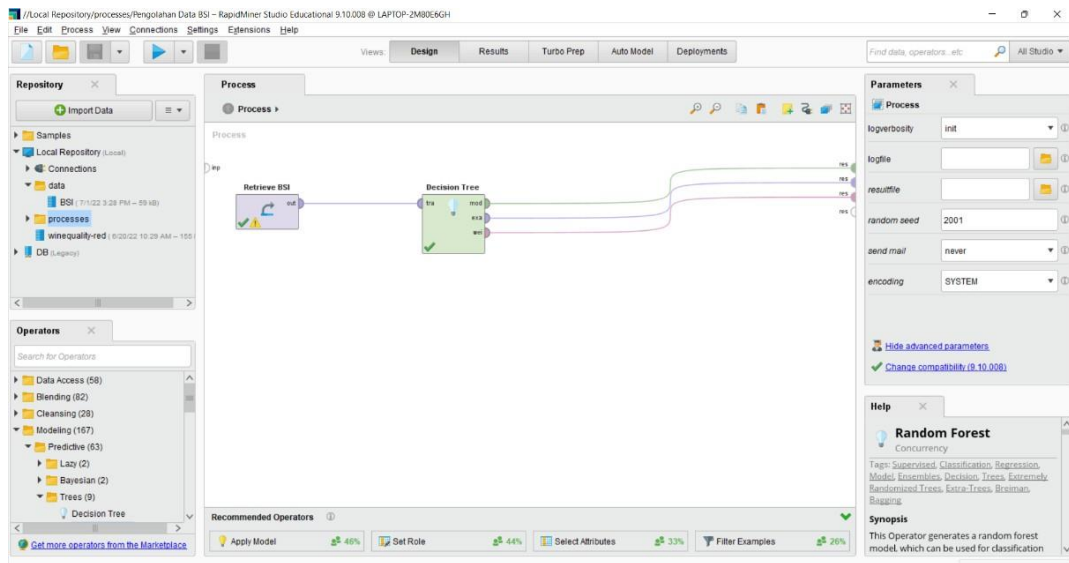 //Local Repository/processes/Pengolahan Data BSI – RapidMiner Studio Educational 9.10.008 @ LAPTOP-2M80E6GH
File Edit Process View Connections Settings Extensions Help
Views: Design Results Turbo Prep Auto Model Deployments
Find data, operators...etc All Studio
Repository
Import Data
Samples
Local Repository (Local)
Connections
data
BSI (7/1/22 3:28 PM – 59 kB)
processes
winequality-red (6/20/22 10:29 AM – 155
DB (Legacy)
Operators
Search for Operators
Data Access (58)
Blending (82)
Cleansing (28)
Modeling (167)
Predictive (63)
Lazy (2)
Bayesian (2)
Trees (9)
Decision Tree
Get more operators from the Marketplace
Process
Process
Process
inp
Retrieve BSI
out
Decision Tree
tra mod
exa
wei
res
res
res
res
Recommended Operators
Apply Model 46% Set Role 44% Select Attributes 33% Filter Examples 26%
Parameters
Process
logverbosity init
logfile
resultfile
random seed 2001
send mail never
encoding SYSTEM
Hide advanced parameters
Change compatibility (9.10.008)
Help
Random Forest
Concurrency
Tags: Supervised, Classification, Regression,
Model, Ensembles, Decision, Trees, Extremely
Randomized Trees, Extra-Trees, Breiman,
Bagging
Synopsis
This Operator generates a random forest
model, which can be used for classification